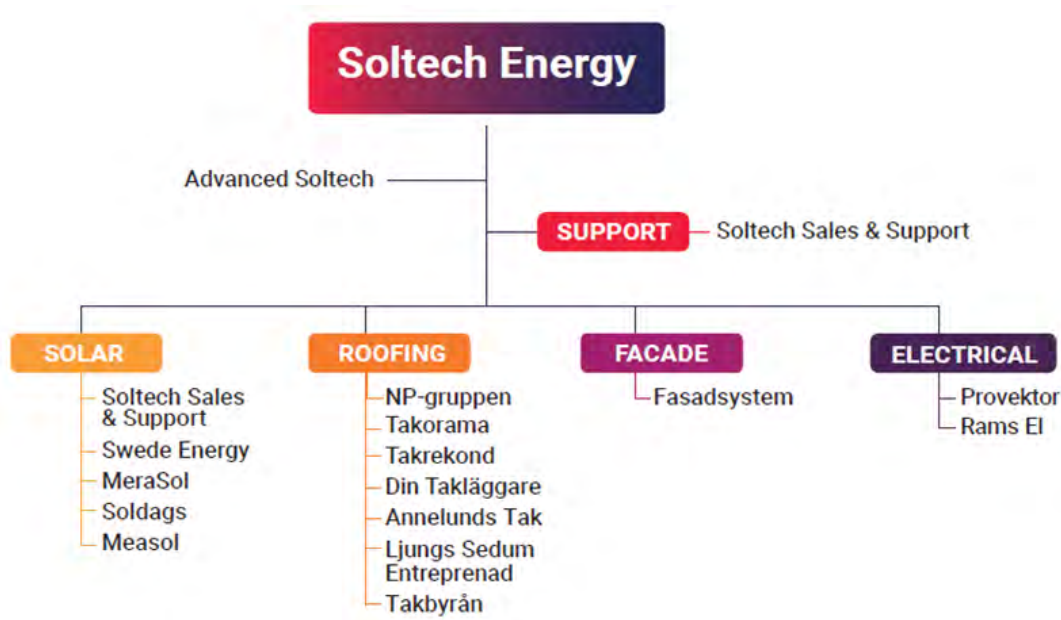 Soltech Energy
Advanced Soltech
SUPPORT
Soltech Sales & Support
SOLAR
Soltech Sales
& Support
Swede Energy
MeraSol
Soldags
Measol
ROOFING
NP-gruppen
Takorama
Takrekond
Din Takläggare
Annelunds Tak
Ljungs Sedum
Entreprenad
Takbyrån
FACADE
Fasadsystem
ELECTRICAL
Provektor
Rams El